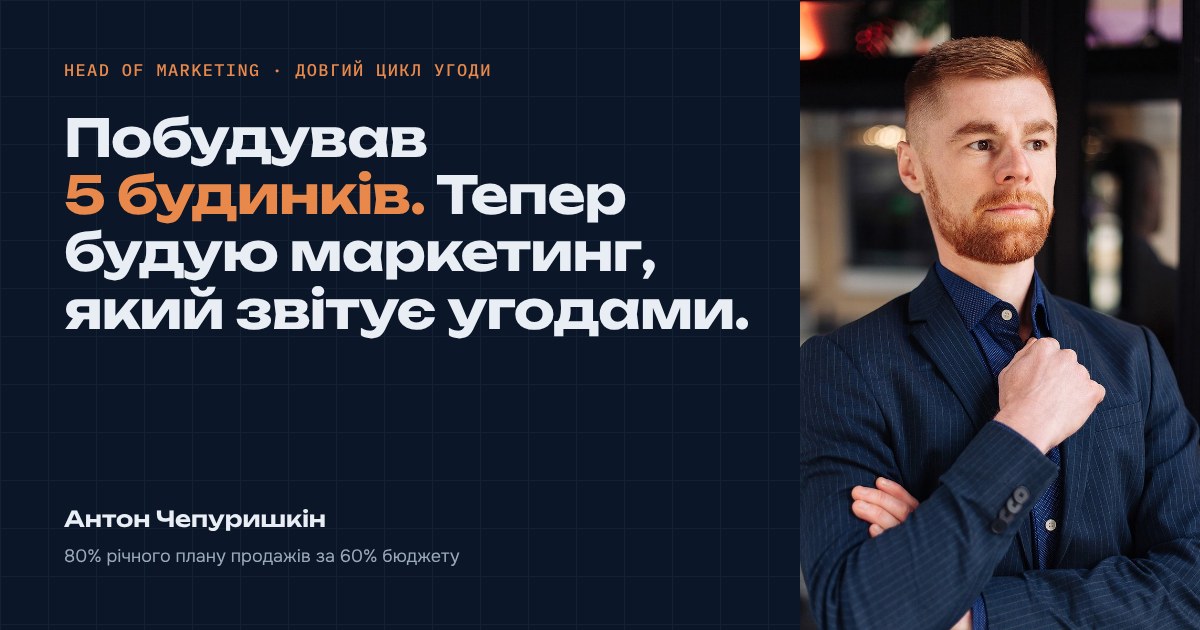 HEAD OF MARKETING · ДОВГИЙ ЦИКЛ УГОДИ
Побудував
5 будинків. Тепер
будую маркетинг,
який звітує угодами.
Антон Чепуришкін
80% річного плану продажів за 60% бюджету